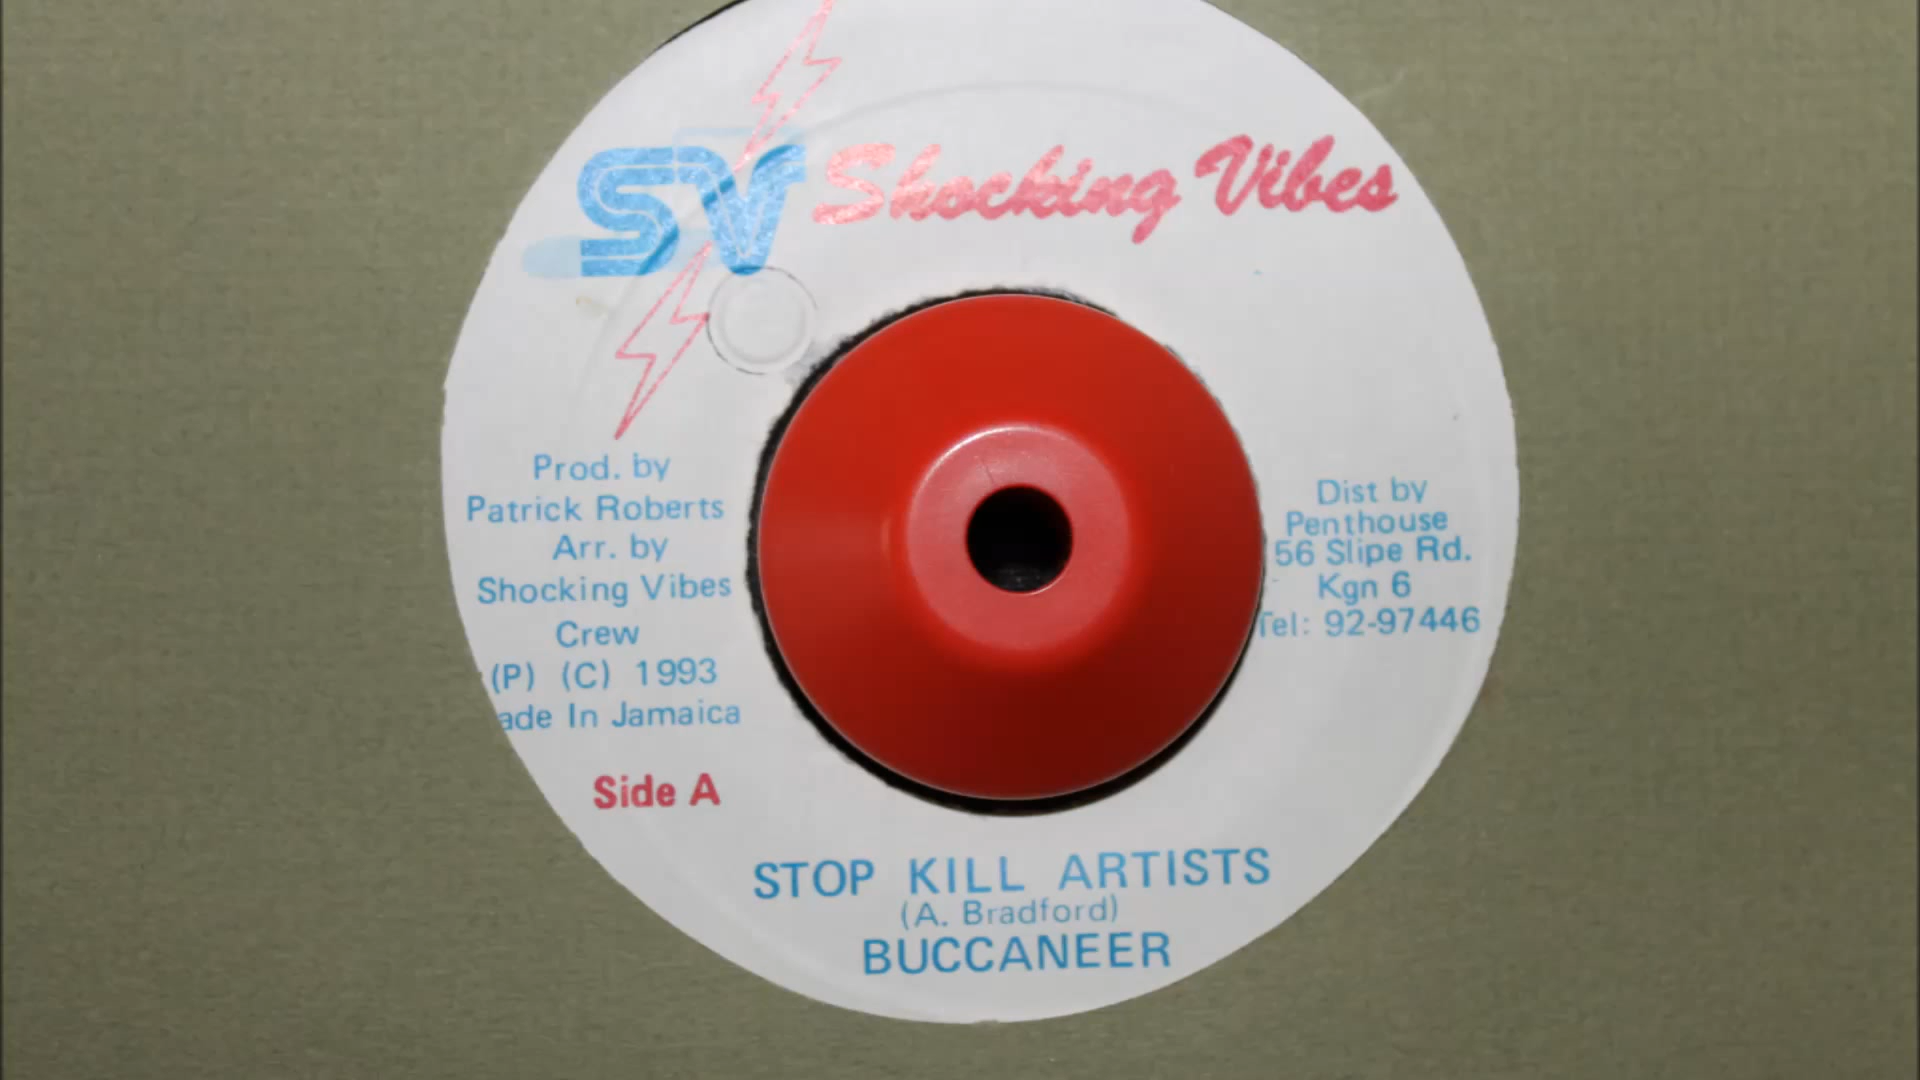 SV Shocking Vibes
Prod. by
Patrick Roberts
Arr. by
Shocking Vibes
Crew
(P) (C) 1993
ade In Jamaica
Side A
Dist by
Penthouse
56 Slipe Rd.
Kgn 6
Tel: 92-97446
STOP KILL ARTISTS
(A. Bradford)
BUCCANEER